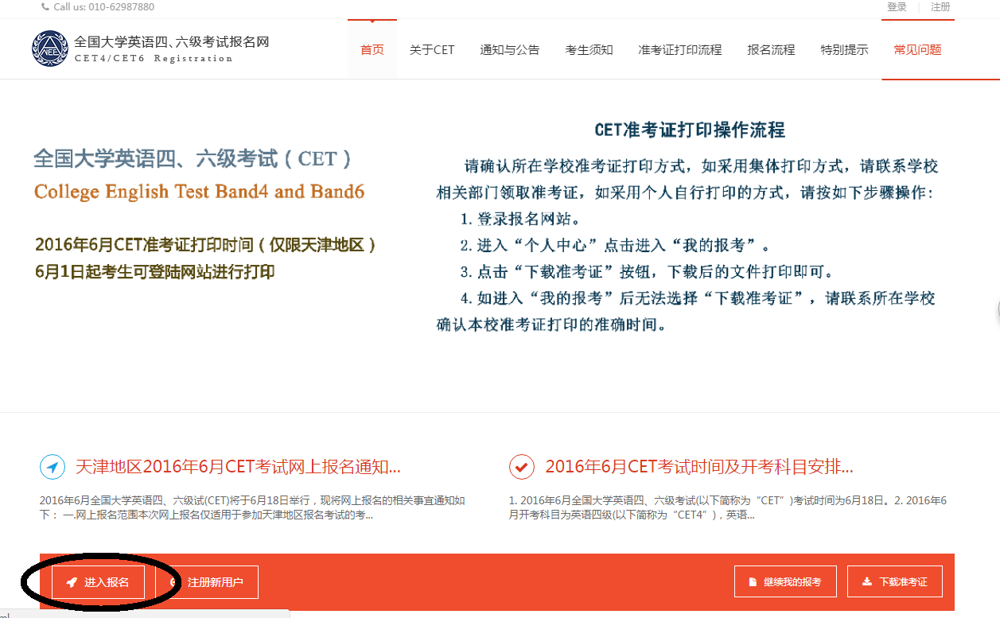 Call us: 010-62987880
登录 | 注册
全国大学英语四、六级考试报名网
CET4/CET6 Registration
NEE
首页 关于CET 通知与公告 考生须知 准考证打印流程 报名流程 特别提示 常见问题
全国大学英语四、六级考试（CET）
College English Test Band4 and Band6
2016年6月CET准考证打印时间（仅限天津地区）
6月1日起考生可登陆网站进行打印
CET准考证打印操作流程
请确认所在学校准考证打印方式，如采用集体打印方式，请联系学校
相关部门领取准考证，如采用个人自行打印的方式，请按如下步骤操作：
1. 登录报名网站。
2. 进入“个人中心”点击进入“我的报考”。
3. 点击“下载准考证”按钮，下载后的文件打印即可。
4. 如进入“我的报考”后无法选择“下载准考证”，请联系所在学校
确认本校准考证打印的准确时间。
天津地区2016年6月CET考试网上报名通知...
2016年6月全国大学英语四、六级试(CET)将于6月18日举行，现将网上报名的相关事宜通知如
下： 一.网上报名范围本次网上报名仅适用于参加天津地区报名考试的考...
2016年6月CET考试时间及开考科目安排...
1. 2016年6月全国大学英语四、六级考试(以下简称为“CET”)考试时间为6月18日。2. 2016年6
月开考科目为英语四级(以下简称为“CET4”)，英语...
进入报名 注册新用户 继续我的报考 下载准考证